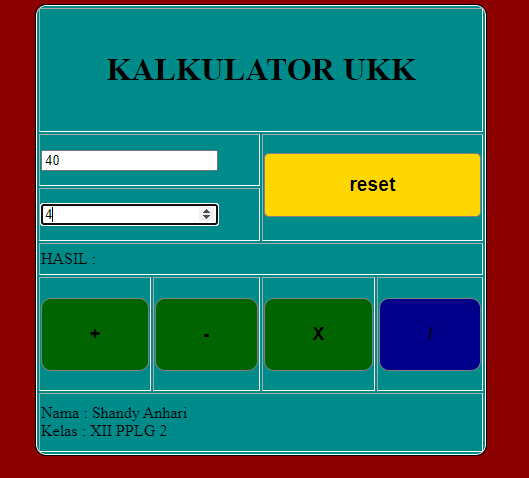 KALKULATOR UKK
40
reset
4
HASIL :
+ - X /
Nama : Shandy Anhari
Kelas : XII PPLG 2